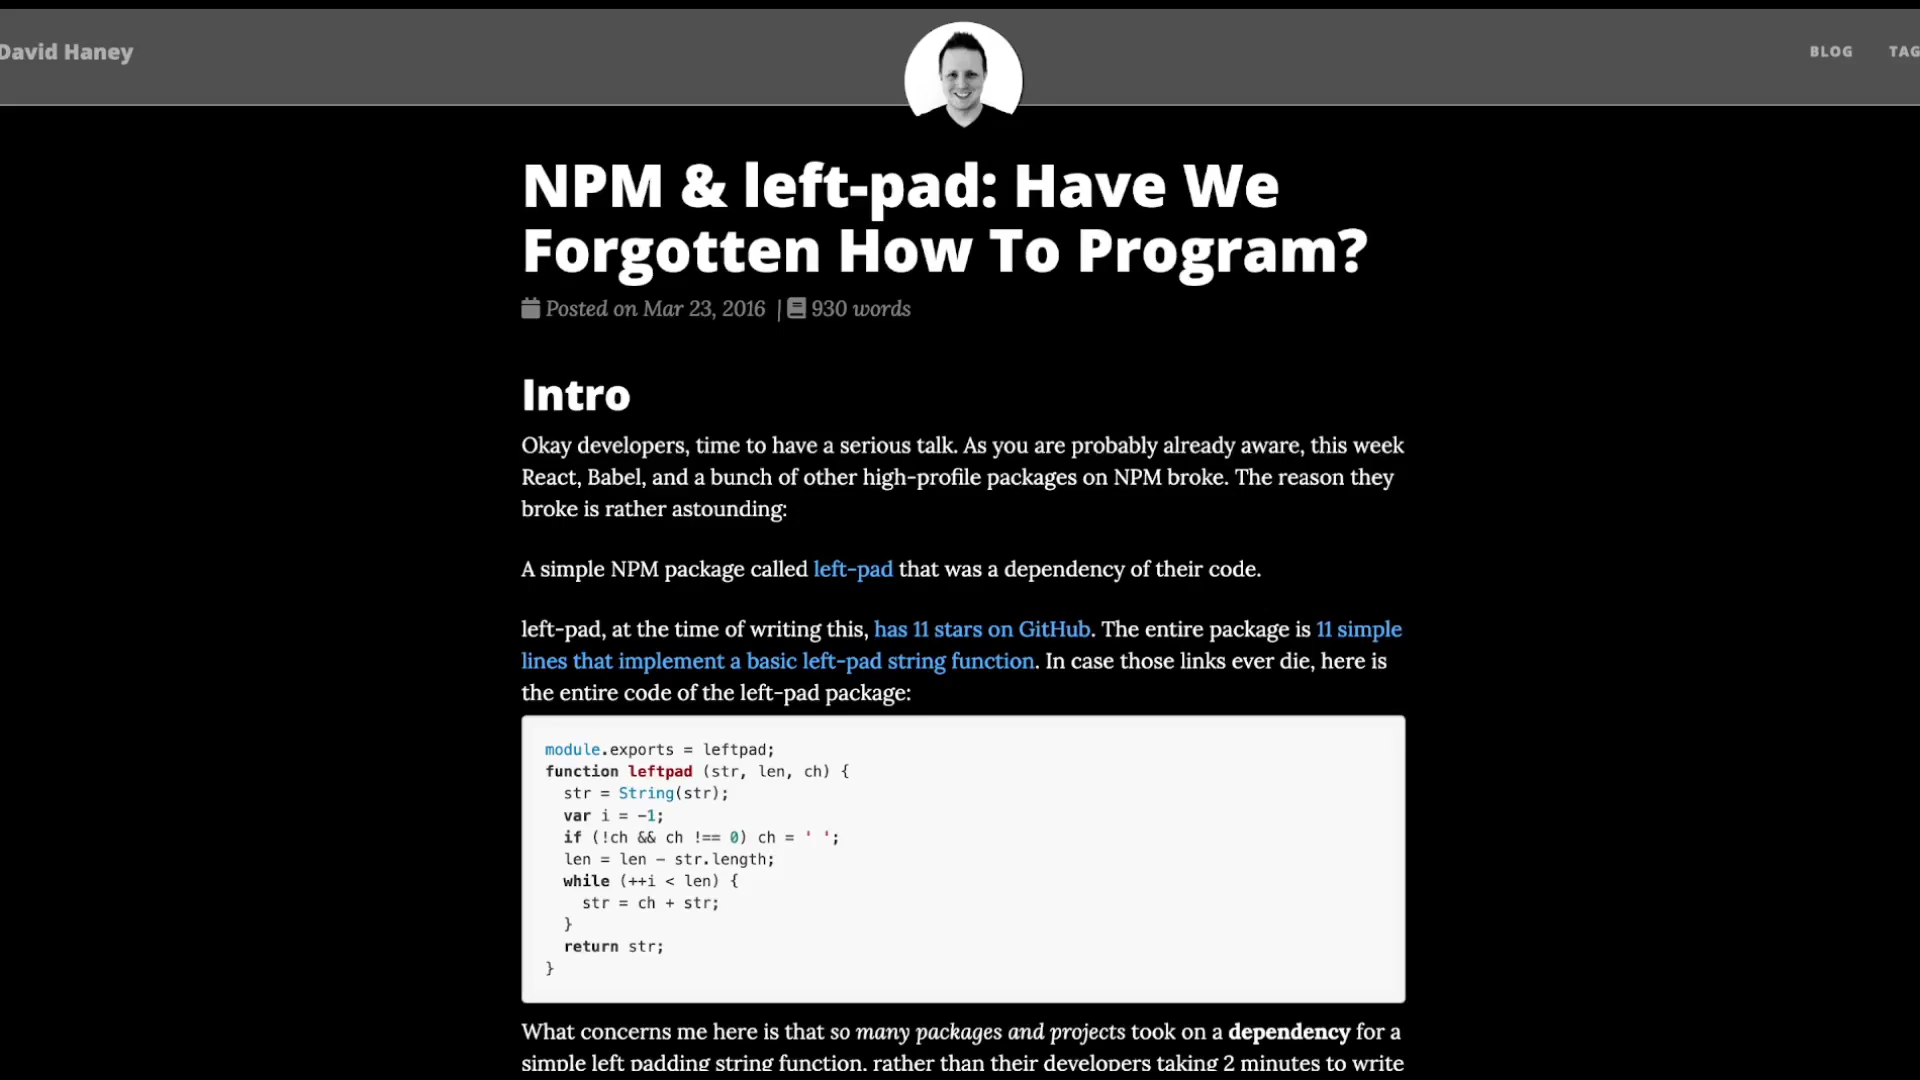 David Haney
BLOG
NPM & left-pad: Have We
Forgotten How To Program?
Posted on Mar 23, 2016 | 930 words
Intro
Okay developers, time to have a serious talk. As you are probably already aware, this week
React, Babel, and a bunch of other high-profile packages on NPM broke. The reason they
broke is rather astounding:
A simple NPM package called left-pad that was a dependency of their code.
left-pad, at the time of writing this, has 11 stars on GitHub. The entire package is 11 simple
lines that implement a basic left-pad string function. In case those links ever die, here is
the entire code of the left-pad package:
module.exports = leftpad;
function leftpad (str, len, ch) {
  str = String(str);
  var i = -1;
  if (!ch && ch !== 0) ch = ' ';
  len = len - str.length;
  while (++i < len) {
    str = ch + str;
  }
  return str;
}
What concerns me here is that so many packages and projects took on a dependency for a
simple left padding string function, rather than their developers taking 2 minutes to write